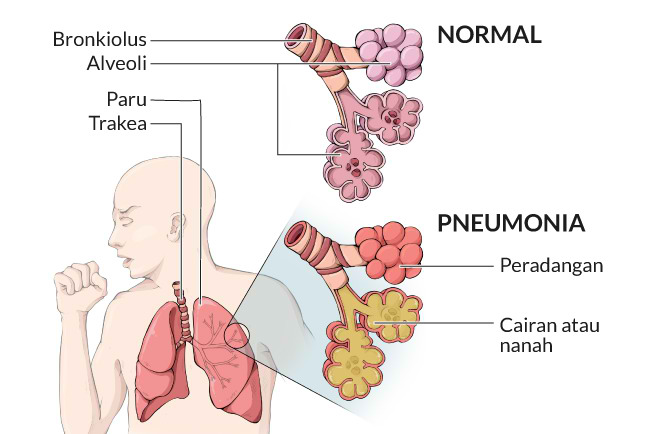 Bronkiolus
Alveoli
Paru
Trakea
NORMAL
PNEUMONIA
Peradangan
Cairan atau
nanah